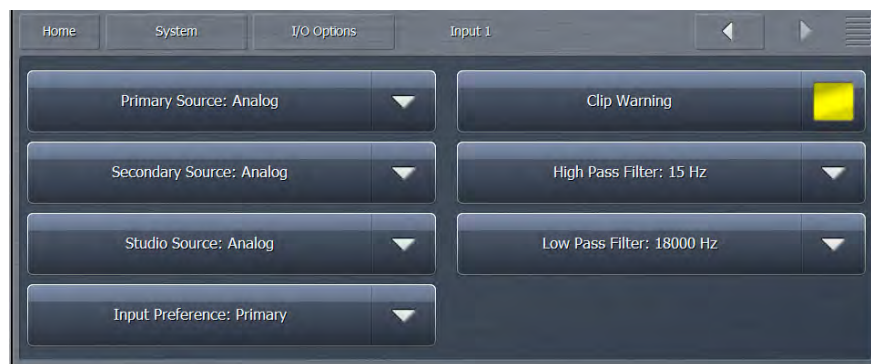 Home System I/O Options Input 1
Primary Source: Analog
Clip Warning
Secondary Source: Analog
High Pass Filter: 15 Hz
Studio Source: Analog
Low Pass Filter: 18000 Hz
Input Preference: Primary